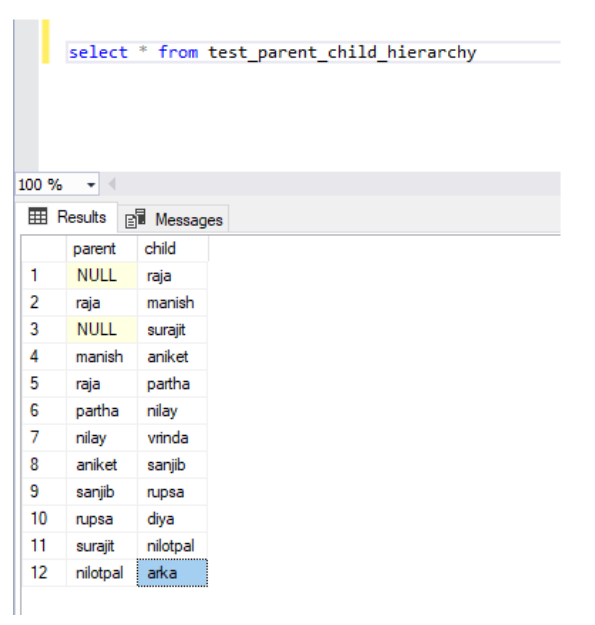 select * from test_parent_child_hierarchy
100 %
Results Messages
parent child
1 NULL raja
2 raja manish
3 NULL surajit
4 manish aniket
5 raja partha
6 partha nilay
7 nilay vrinda
8 aniket sanjib
9 sanjib rupsa
10 rupsa diya
11 surajit nilotpal
12 nilotpal arka